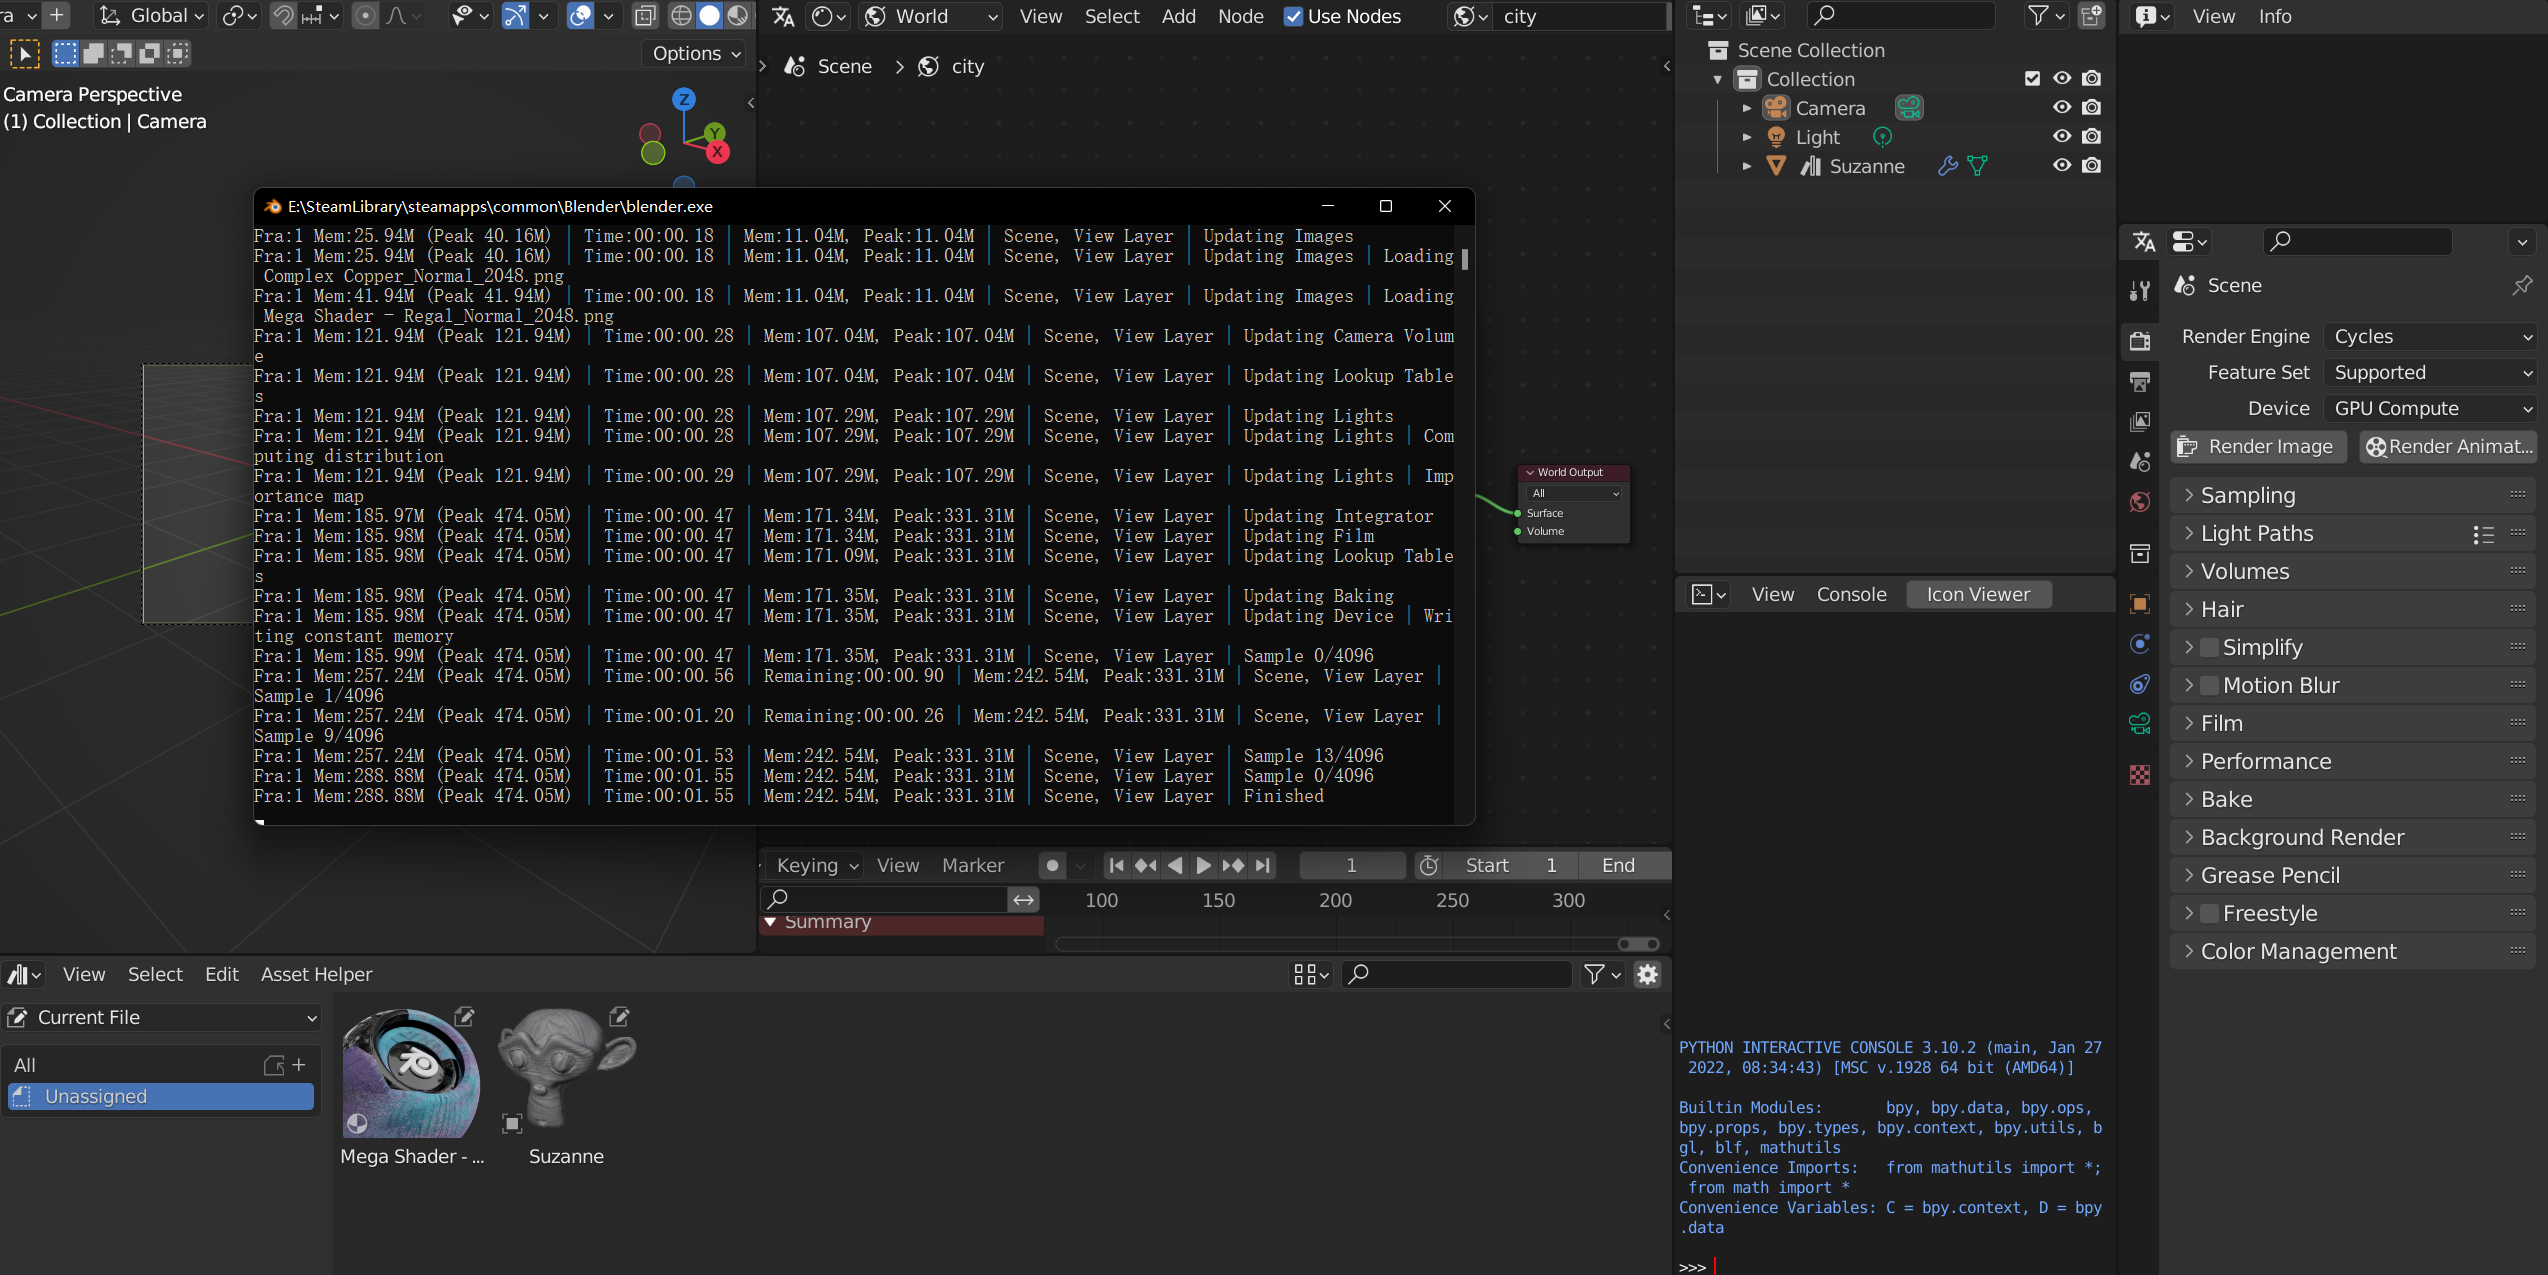 a
Global
Options
Camera Perspective
(1) Collection | Camera
Z
Y
X
World
View
Select
Add
Node
Use Nodes
city
Scene
city
E:\SteamLibrary\steamapps\common\Blender\blender.exe
Fra:1 Mem:25.94M (Peak 40.16M) | Time:00:00.18 | Mem:11.04M, Peak:11.04M | Scene, View Layer | Updating Images
Fra:1 Mem:25.94M (Peak 40.16M) | Time:00:00.18 | Mem:11.04M, Peak:11.04M | Scene, View Layer | Updating Images | Loading
Complex Copper_Normal_2048.png
Fra:1 Mem:41.94M (Peak 41.94M) | Time:00:00.18 | Mem:11.04M, Peak:11.04M | Scene, View Layer | Updating Images | Loading
Mega Shader - Regal_Normal_2048.png
Fra:1 Mem:121.94M (Peak 121.94M) | Time:00:00.28 | Mem:107.04M, Peak:107.04M | Scene, View Layer | Updating Camera Volum
e
Fra:1 Mem:121.94M (Peak 121.94M) | Time:00:00.28 | Mem:107.04M, Peak:107.04M | Scene, View Layer | Updating Lookup Table
s
Fra:1 Mem:121.94M (Peak 121.94M) | Time:00:00.28 | Mem:107.29M, Peak:107.29M | Scene, View Layer | Updating Lights
Fra:1 Mem:121.94M (Peak 121.94M) | Time:00:00.28 | Mem:107.29M, Peak:107.29M | Scene, View Layer | Updating Lights | Com
puting distribution
Fra:1 Mem:121.94M (Peak 121.94M) | Time:00:00.29 | Mem:107.29M, Peak:107.29M | Scene, View Layer | Updating Lights | Imp
ortance map
Fra:1 Mem:185.97M (Peak 474.05M) | Time:00:00.47 | Mem:171.34M, Peak:331.31M | Scene, View Layer | Updating Integrator
Fra:1 Mem:185.98M (Peak 474.05M) | Time:00:00.47 | Mem:171.34M, Peak:331.31M | Scene, View Layer | Updating Film
Fra:1 Mem:185.98M (Peak 474.05M) | Time:00:00.47 | Mem:171.09M, Peak:331.31M | Scene, View Layer | Updating Lookup Table
s
Fra:1 Mem:185.98M (Peak 474.05M) | Time:00:00.47 | Mem:171.35M, Peak:331.31M | Scene, View Layer | Updating Baking
Fra:1 Mem:185.98M (Peak 474.05M) | Time:00:00.47 | Mem:171.35M, Peak:331.31M | Scene, View Layer | Updating Device | Wri
ting constant memory
Fra:1 Mem:185.99M (Peak 474.05M) | Time:00:00.47 | Mem:171.35M, Peak:331.31M | Scene, View Layer | Sample 0/4096
Fra:1 Mem:257.24M (Peak 474.05M) | Time:00:00.56 | Remaining:00:00.90 | Mem:242.54M, Peak:331.31M | Scene, View Layer |
Sample 1/4096
Fra:1 Mem:257.24M (Peak 474.05M) | Time:00:01.20 | Remaining:00:00.26 | Mem:242.54M, Peak:331.31M | Scene, View Layer |
Sample 9/4096
Fra:1 Mem:257.24M (Peak 474.05M) | Time:00:01.53 | Mem:242.54M, Peak:331.31M | Scene, View Layer | Sample 13/4096
Fra:1 Mem:288.88M (Peak 474.05M) | Time:00:01.55 | Mem:242.54M, Peak:331.31M | Scene, View Layer | Sample 0/4096
Fra:1 Mem:288.88M (Peak 474.05M) | Time:00:01.55 | Mem:242.54M, Peak:331.31M | Scene, View Layer | Finished
World Output
All
Surface
Volume
Keying
View
Marker
1
Start 1
End
100 150 200 250 300
Summary
View
Select
Edit
Asset Helper
Current File
All
Unassigned
Mega Shader - ...
Suzanne
Scene Collection
Collection
Camera
Light
Suzanne
View
Console
Icon Viewer
PYTHON INTERACTIVE CONSOLE 3.10.2 (main, Jan 27
2022, 08:34:43) [MSC v.1928 64 bit (AMD64)]
Builtin Modules: bpy, bpy.data, bpy.ops,
bpy.props, bpy.types, bpy.context, bpy.utils, b
gl, blf, mathutils
Convenience Imports: from mathutils import *;
from math import *
Convenience Variables: C = bpy.context, D = bpy
.data
>>>
View
Info
Scene
Render Engine Cycles
Feature Set Supported
Device GPU Compute
Render Image
Render Animat...
Sampling
Light Paths
Volumes
Hair
Simplify
Motion Blur
Film
Performance
Bake
Background Render
Grease Pencil
Freestyle
Color Management